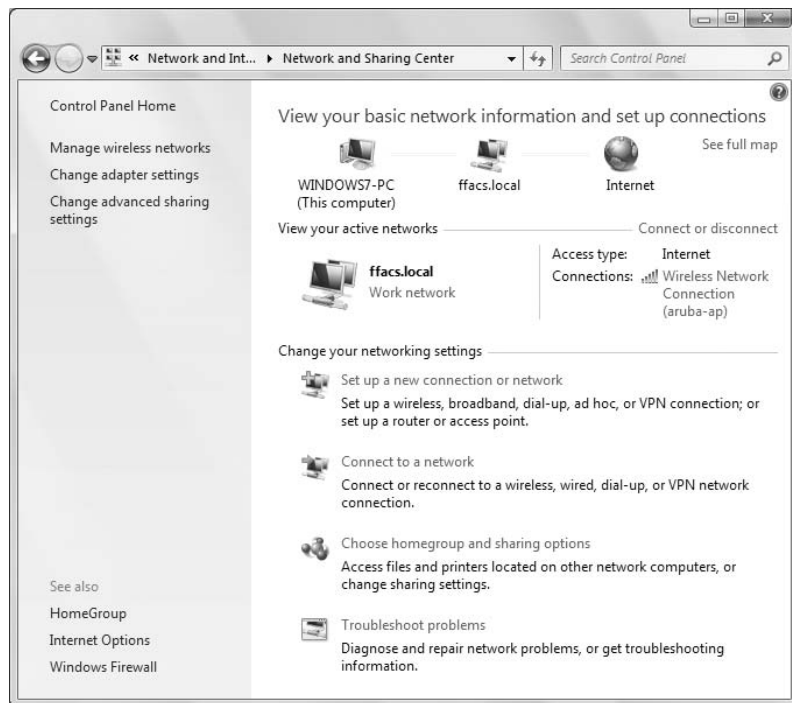 « Network and Int... ▸ Network and Sharing Center
Search Control Panel
Control Panel Home
Manage wireless networks
Change adapter settings
Change advanced sharing
settings
See also
HomeGroup
Internet Options
Windows Firewall
View your basic network information and set up connections
See full map
WINDOWS7-PC
(This computer)
ffacs.local
Internet
View your active networks
Connect or disconnect
ffacs.local
Work network
Access type: Internet
Connections: Wireless Network
Connection
(aruba-ap)
Change your networking settings
Set up a new connection or network
Set up a wireless, broadband, dial-up, ad hoc, or VPN connection; or
set up a router or access point.
Connect to a network
Connect or reconnect to a wireless, wired, dial-up, or VPN network
connection.
Choose homegroup and sharing options
Access files and printers located on other network computers, or
change sharing settings.
Troubleshoot problems
Diagnose and repair network problems, or get troubleshooting
information.